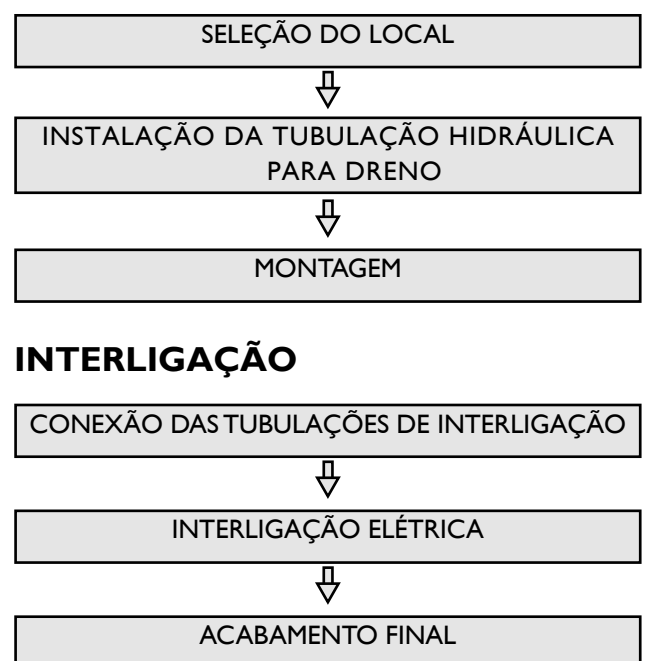 SELEÇÃO DO LOCAL
INSTALAÇÃO DA TUBULAÇÃO HIDRÁULICA
PARA DRENO
MONTAGEM
INTERLIGAÇÃO
CONEXÃO DAS TUBULAÇÕES DE INTERLIGAÇÃO
INTERLIGAÇÃO ELÉTRICA
ACABAMENTO FINAL